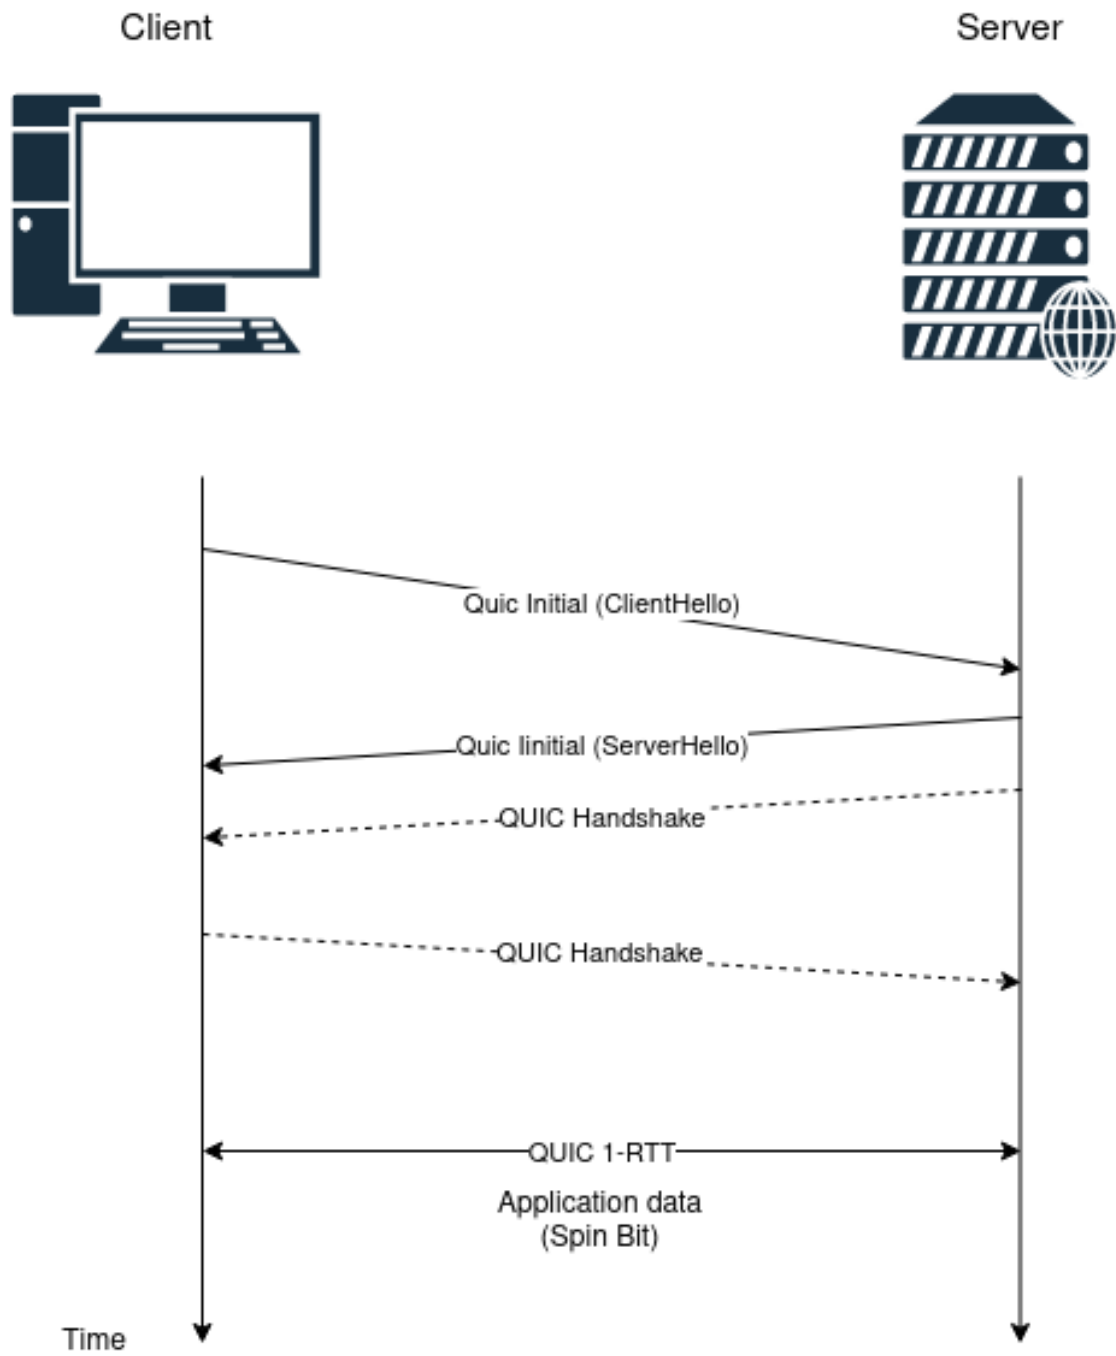 Client
Server
Quic Initial (ClientHello)
Quic Iinitial (ServerHello)
QUIC Handshake
QUIC Handshake
QUIC 1-RTT
Application data
(Spin Bit)
Time